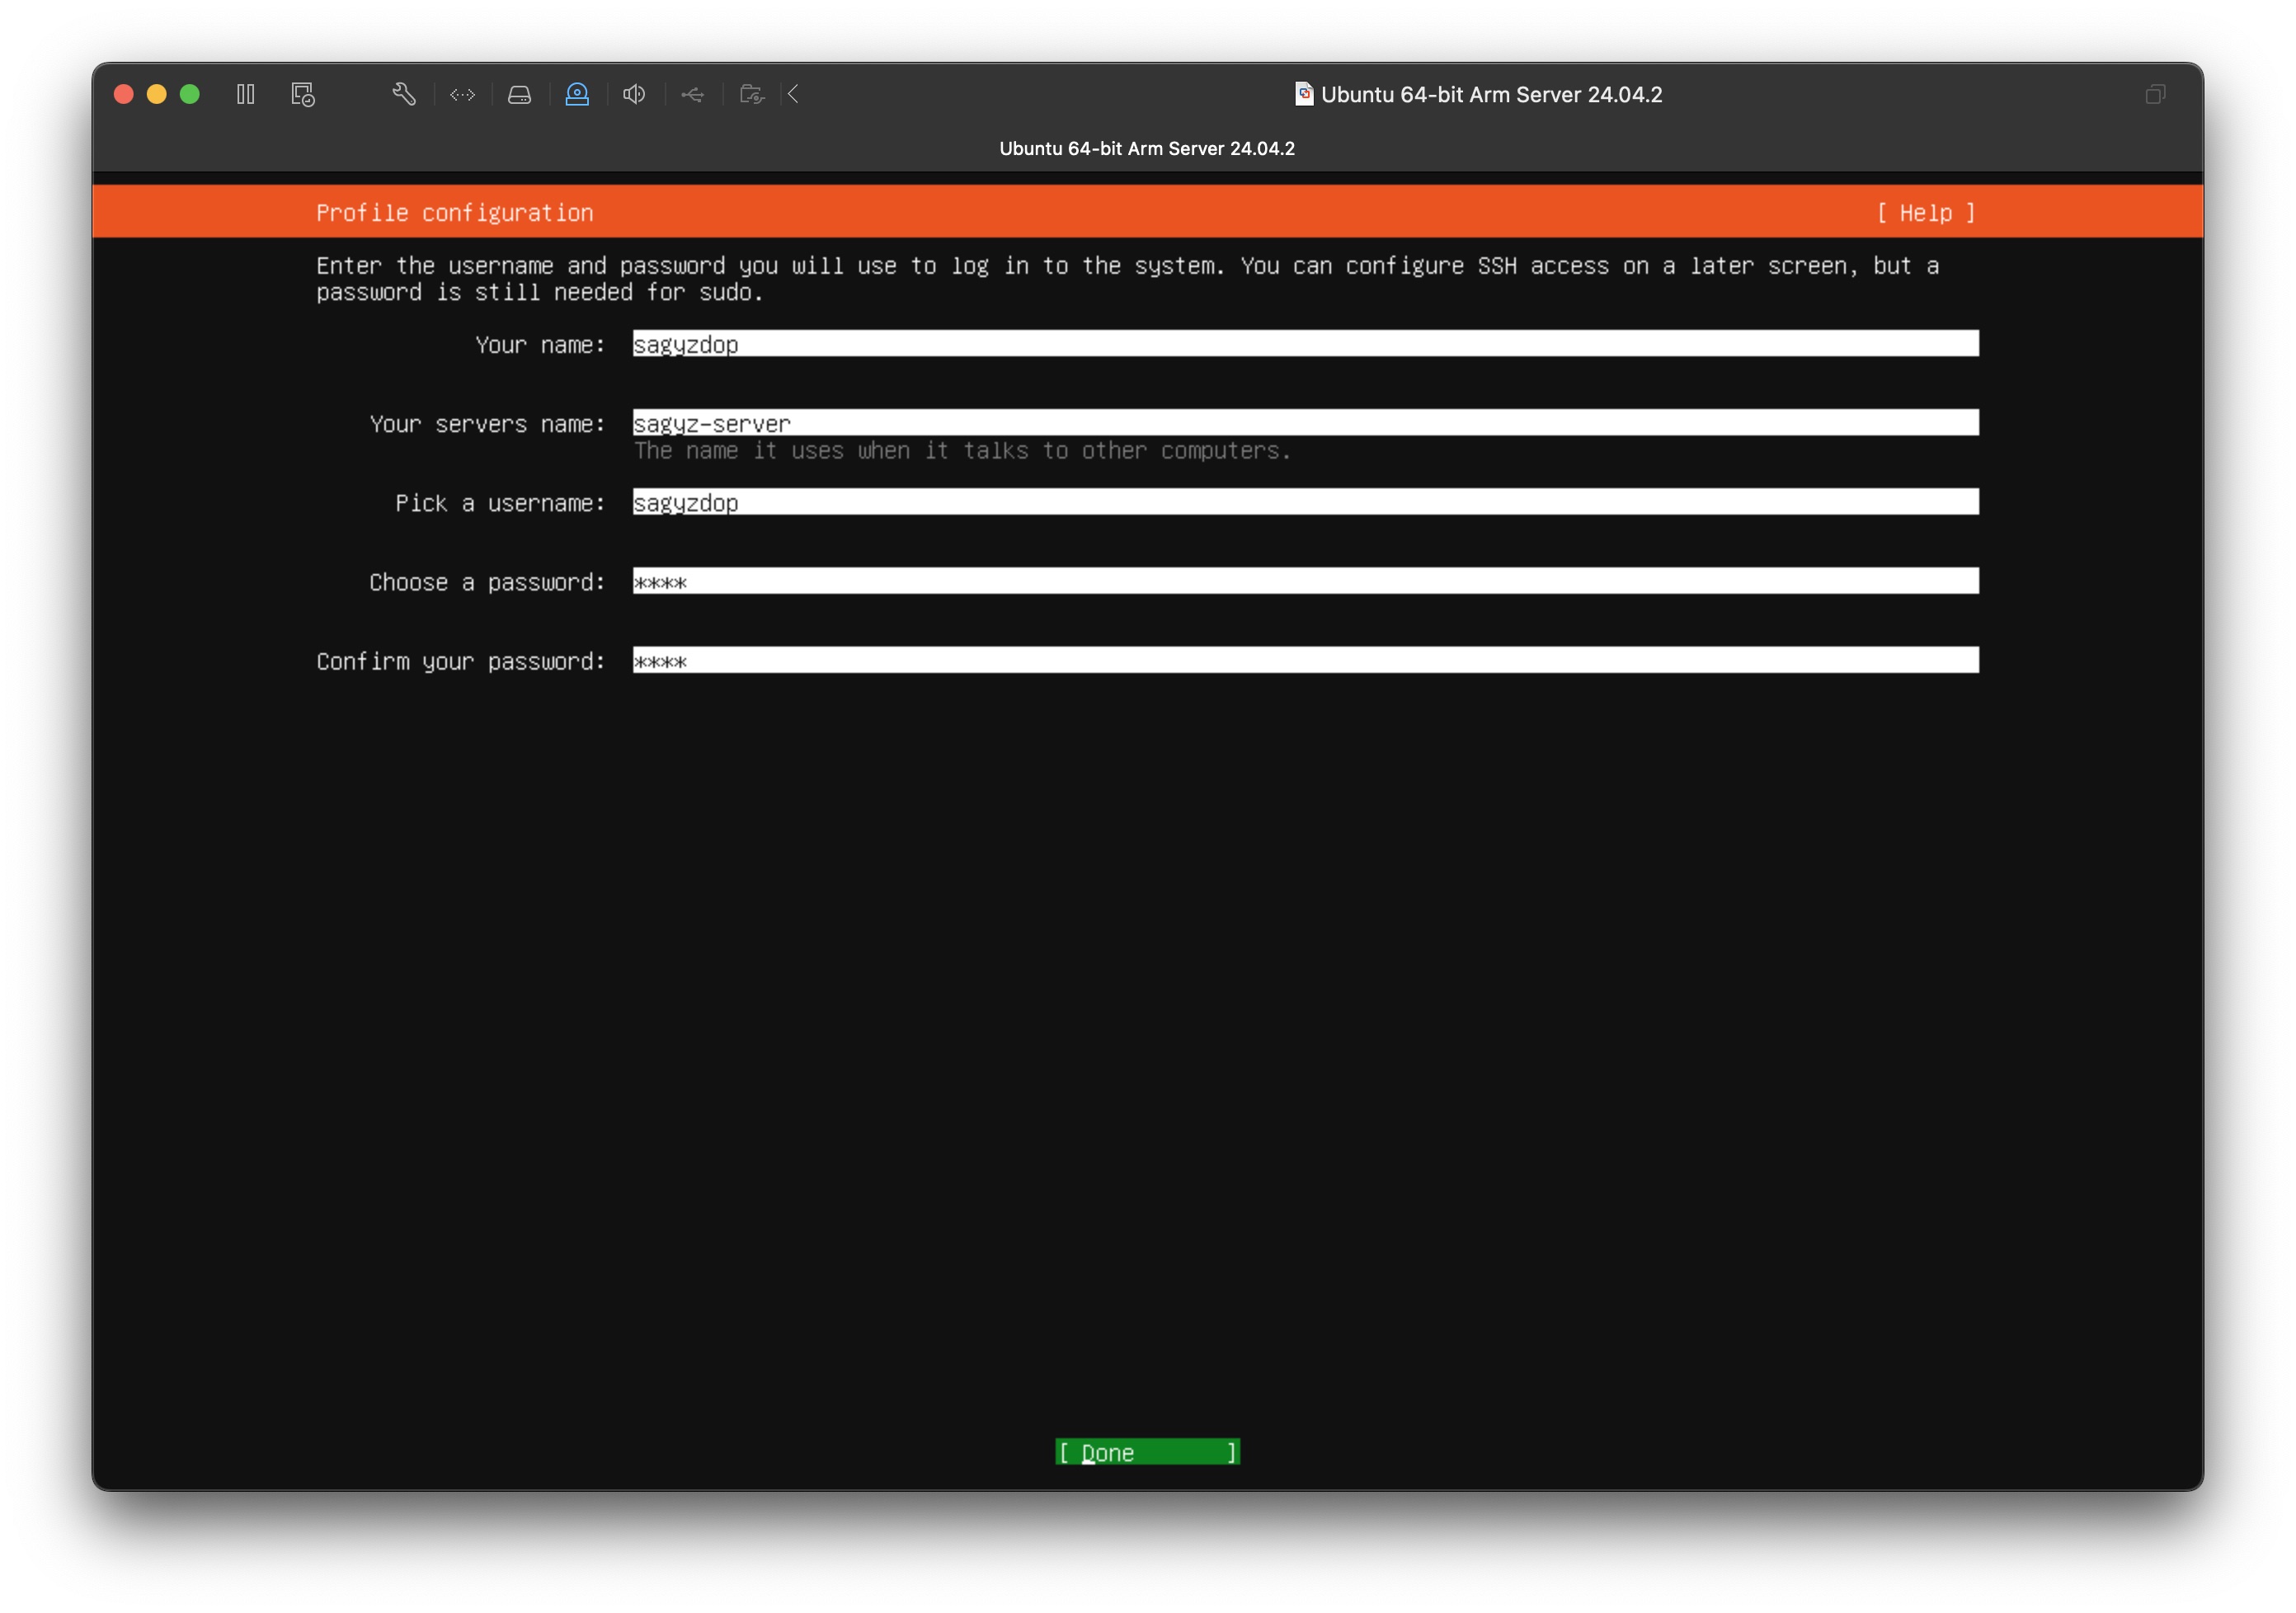 Ubuntu 64-bit Arm Server 24.04.2
Ubuntu 64-bit Arm Server 24.04.2
Profile configuration [ Help ]
Enter the username and password you will use to log in to the system. You can configure SSH access on a later screen, but a
password is still needed for sudo.
Your name: sagyzdop
Your servers name: sagyz-server
The name it uses when it talks to other computers.
Pick a username: sagyzdop
Choose a password: ****
Confirm your password: ****
[ Done ]